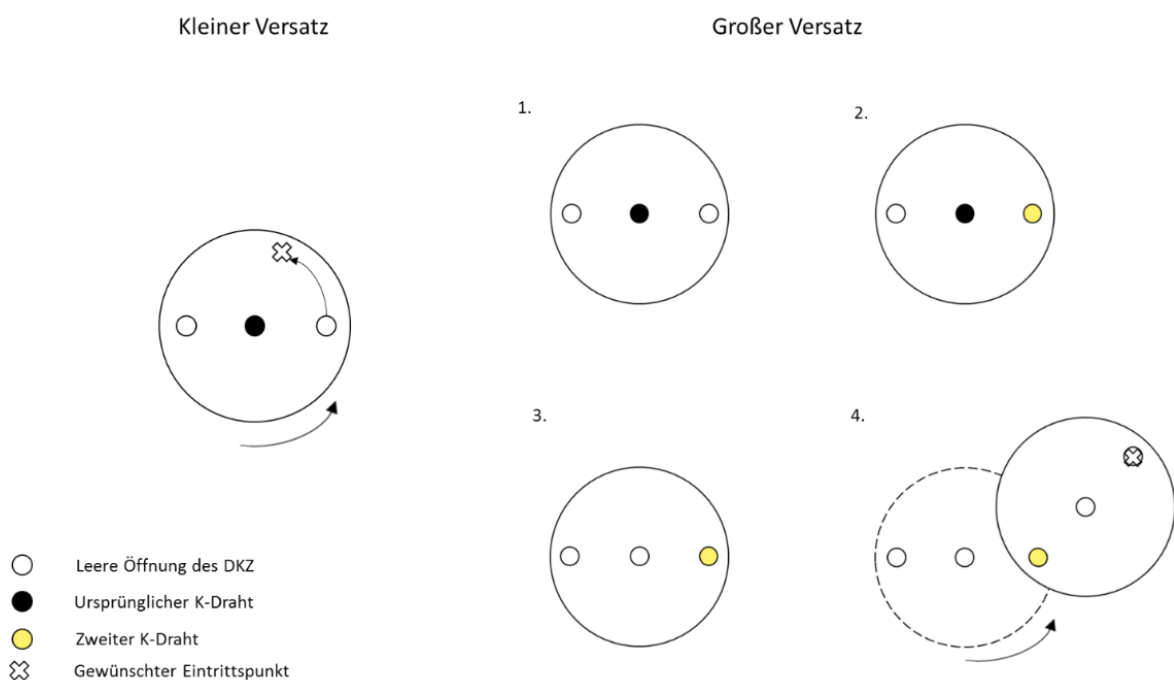 Kleiner Versatz
Großer Versatz
1.
2.
3.
4.
Leere Öffnung des DKZ
Ursprünglicher K-Draht
Zweiter K-Draht
Gewünschter Eintrittspunkt